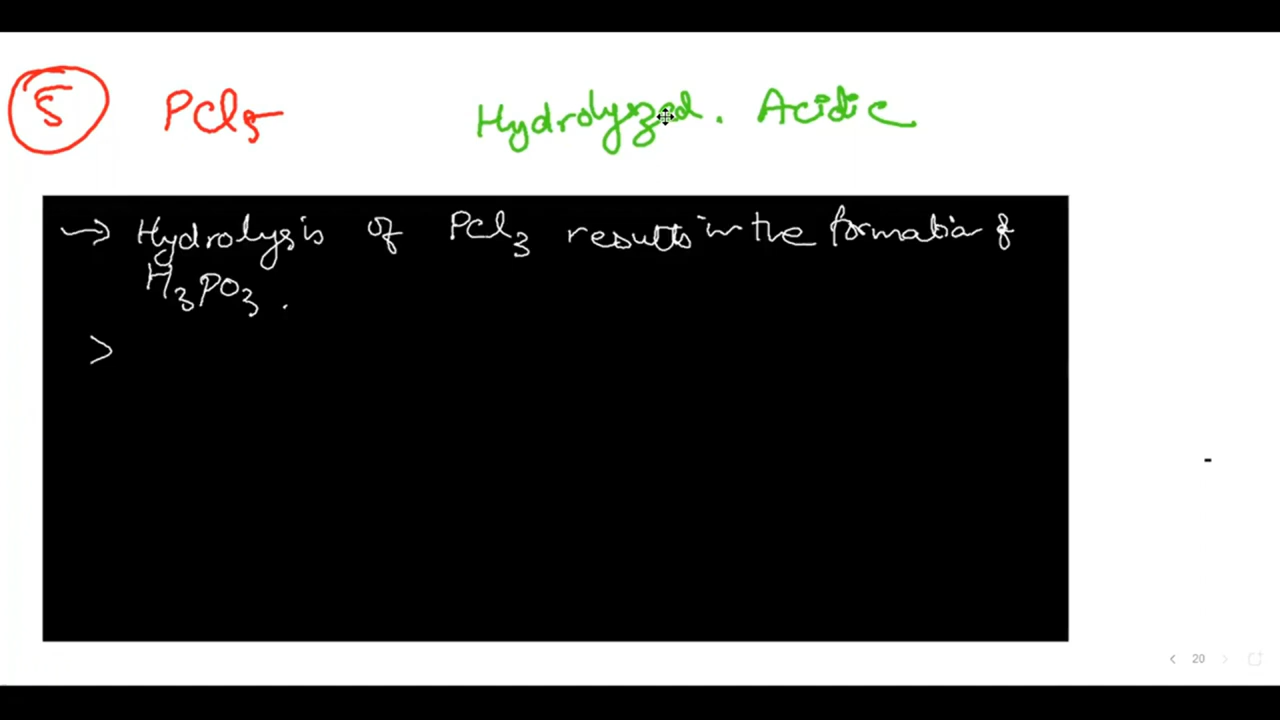 5 PCl5 Hydrolyzed. Acidic
→ Hydrolysis of PCl3 results in the formation of
H3PO3.
>
-
< 20 >